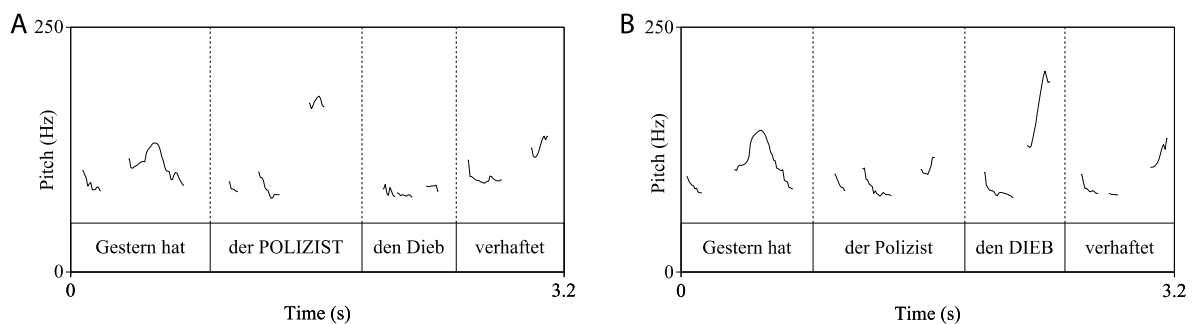 A
250
Pitch (Hz)
0
Gestern hat
der POLIZIST
den Dieb
verhaftet
0
3.2
Time (s)
B
250
Pitch (Hz)
0
Gestern hat
der Polizist
den DIEB
verhaftet
0
3.2
Time (s)